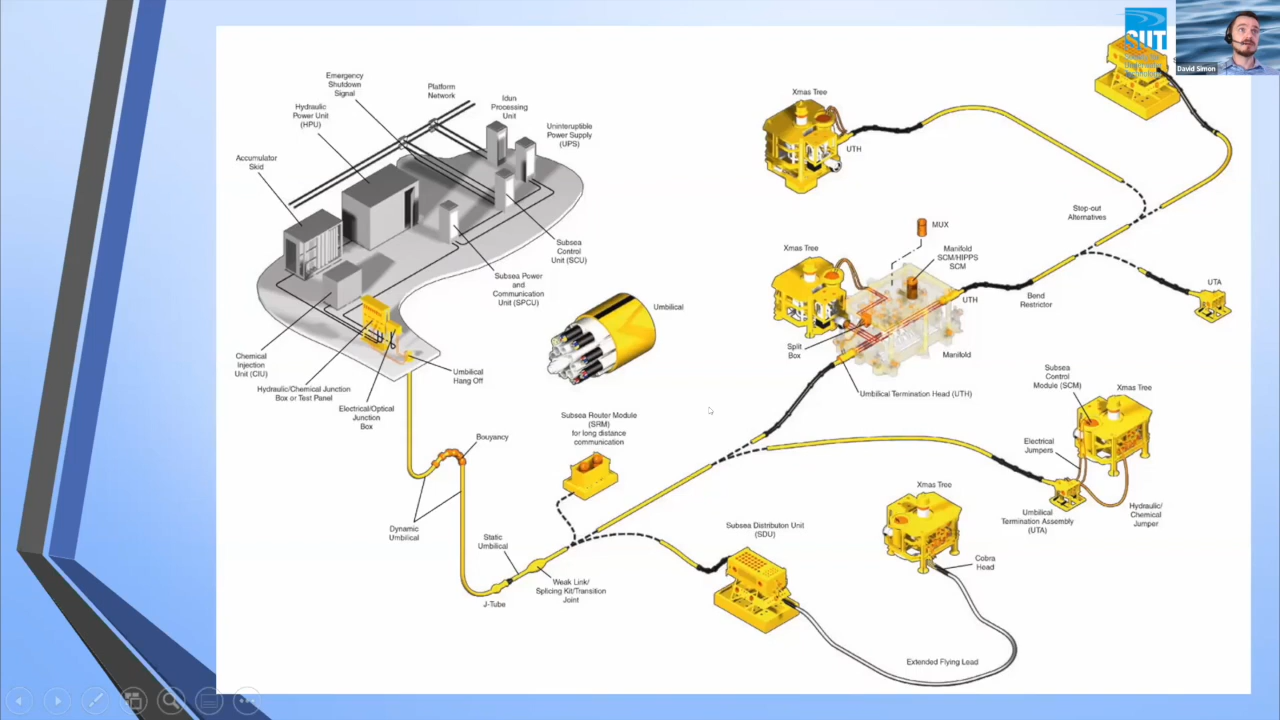 SUT
David Simon
Emergency
Shutdown
Signal
Platform
Network
Idun
Processing
Unit
Hydraulic
Power Unit
(HPU)
Uninteruptible
Power Supply
(UPS)
Accumulator
Skid
Subsea
Control
Unit (SCU)
Subsea Power
and
Communication
Unit (SPCU)
Chemical
Injection
Unit (CIU)
Hydraulic/Chemical Junction
Box or Test Panel
Electrical/Optical
Junction
Box
Umbilical
Hang Off
Umbilical
Bouyancy
Dynamic
Umbilical
Subsea Router Module
(SRM)
for long distance
communication
Static
Umbilical
J-Tube
Weak Link/
Splicing Kit/Transition
Joint
Subsea Distributon Unit
(SDU)
Xmas Tree
UTH
Step-out
Alternatives
MUX
Xmas Tree
Manifold
SCM/HIPPS
SCM
UTH
Bend
Restrictor
UTA
Split
Box
Manifold
Umbilical Termination Head (UTH)
Subsea
Control
Module (SCM)
Xmas Tree
Electrical
Jumpers
Xmas Tree
Umbilical
Termination Assembly
(UTA)
Hydraulic/
Chemical
Jumper
Cobra
Head
Extended Flying Lead